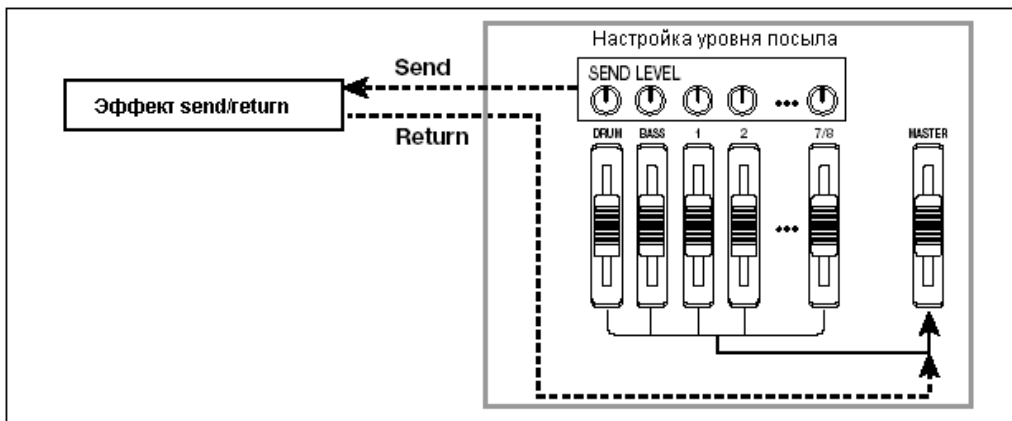 Настройка уровня посыла
Send
SEND LEVEL
Эффект send/return
Return
DRUM BASS 1 2 7/8 MASTER